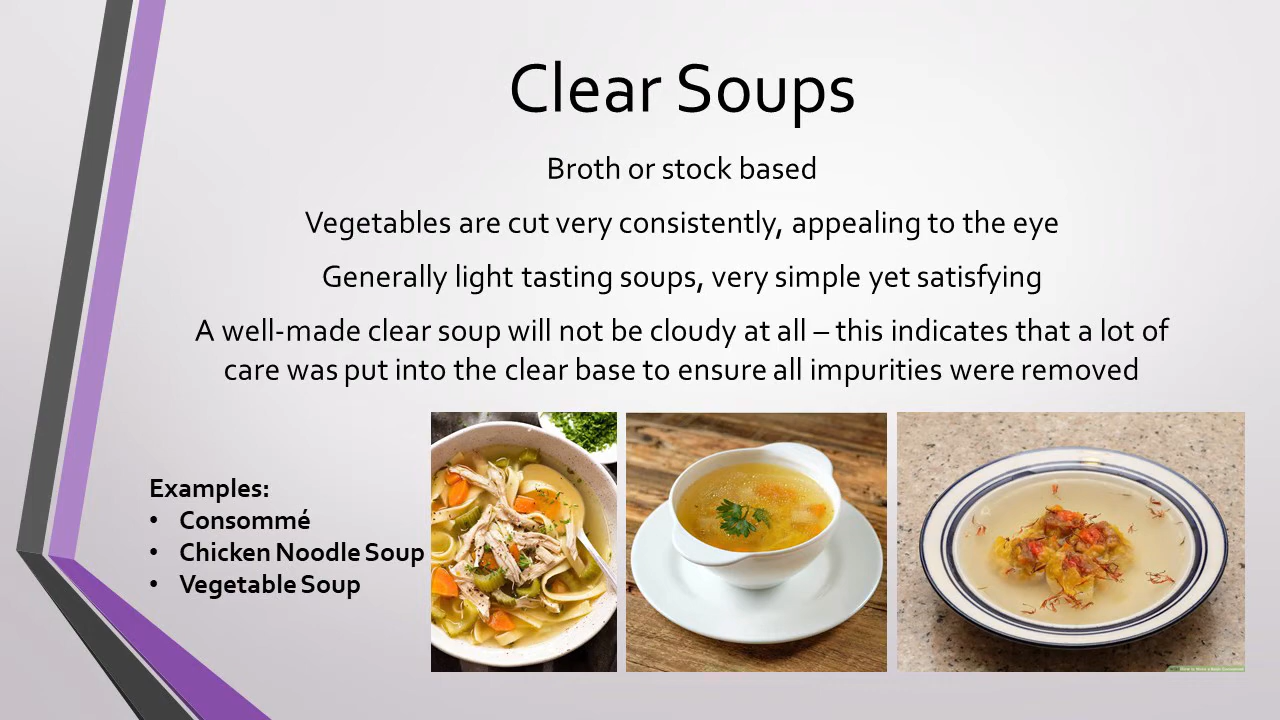 Clear Soups
Broth or stock based
Vegetables are cut very consistently, appealing to the eye
Generally light tasting soups, very simple yet satisfying
A well-made clear soup will not be cloudy at all – this indicates that a lot of
care was put into the clear base to ensure all impurities were removed
Examples:
• Consommé
• Chicken Noodle Soup
• Vegetable Soup